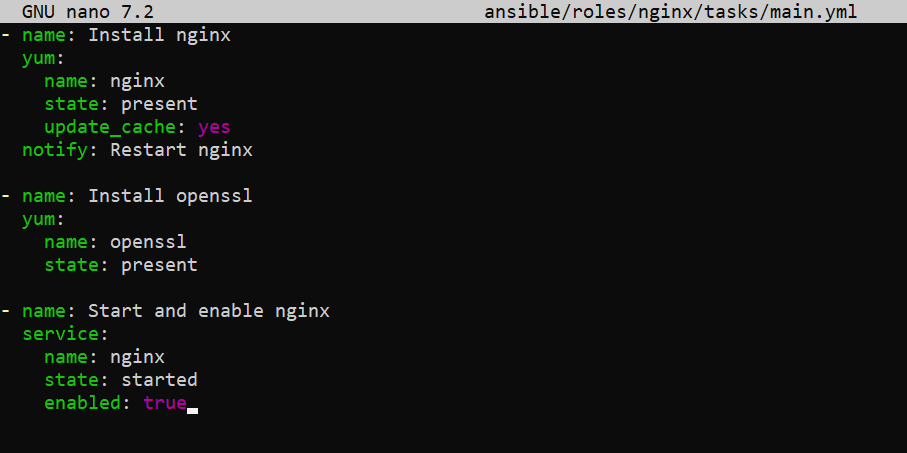 GNU nano 7.2 ansible/roles/nginx/tasks/main.yml
- name: Install nginx
  yum:
    name: nginx
    state: present
    update_cache: yes
  notify: Restart nginx

- name: Install openssl
  yum:
    name: openssl
    state: present

- name: Start and enable nginx
  service:
    name: nginx
    state: started
    enabled: true